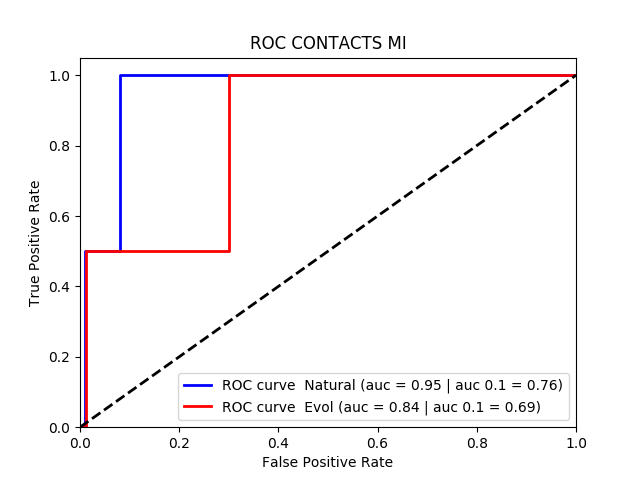 ROC CONTACTS MI
1.0
0.8
0.6
0.4
0.2
0.0
True Positive Rate
ROC curve  Natural (auc = 0.95 | auc 0.1 = 0.76)
ROC curve  Evol (auc = 0.84 | auc 0.1 = 0.69)
0.0 0.2 0.4 0.6 0.8 1.0
False Positive Rate